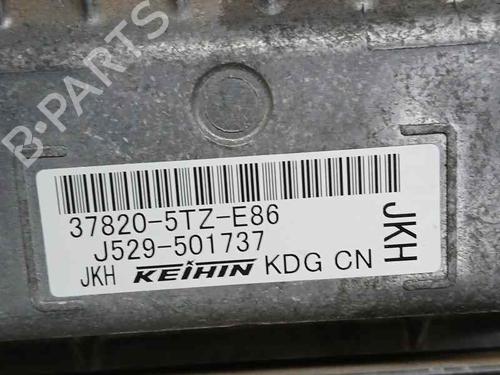 B-PARTS
37820-5TZ-E86
J529-501737
JKH KEIHIN KDG CN
JKH